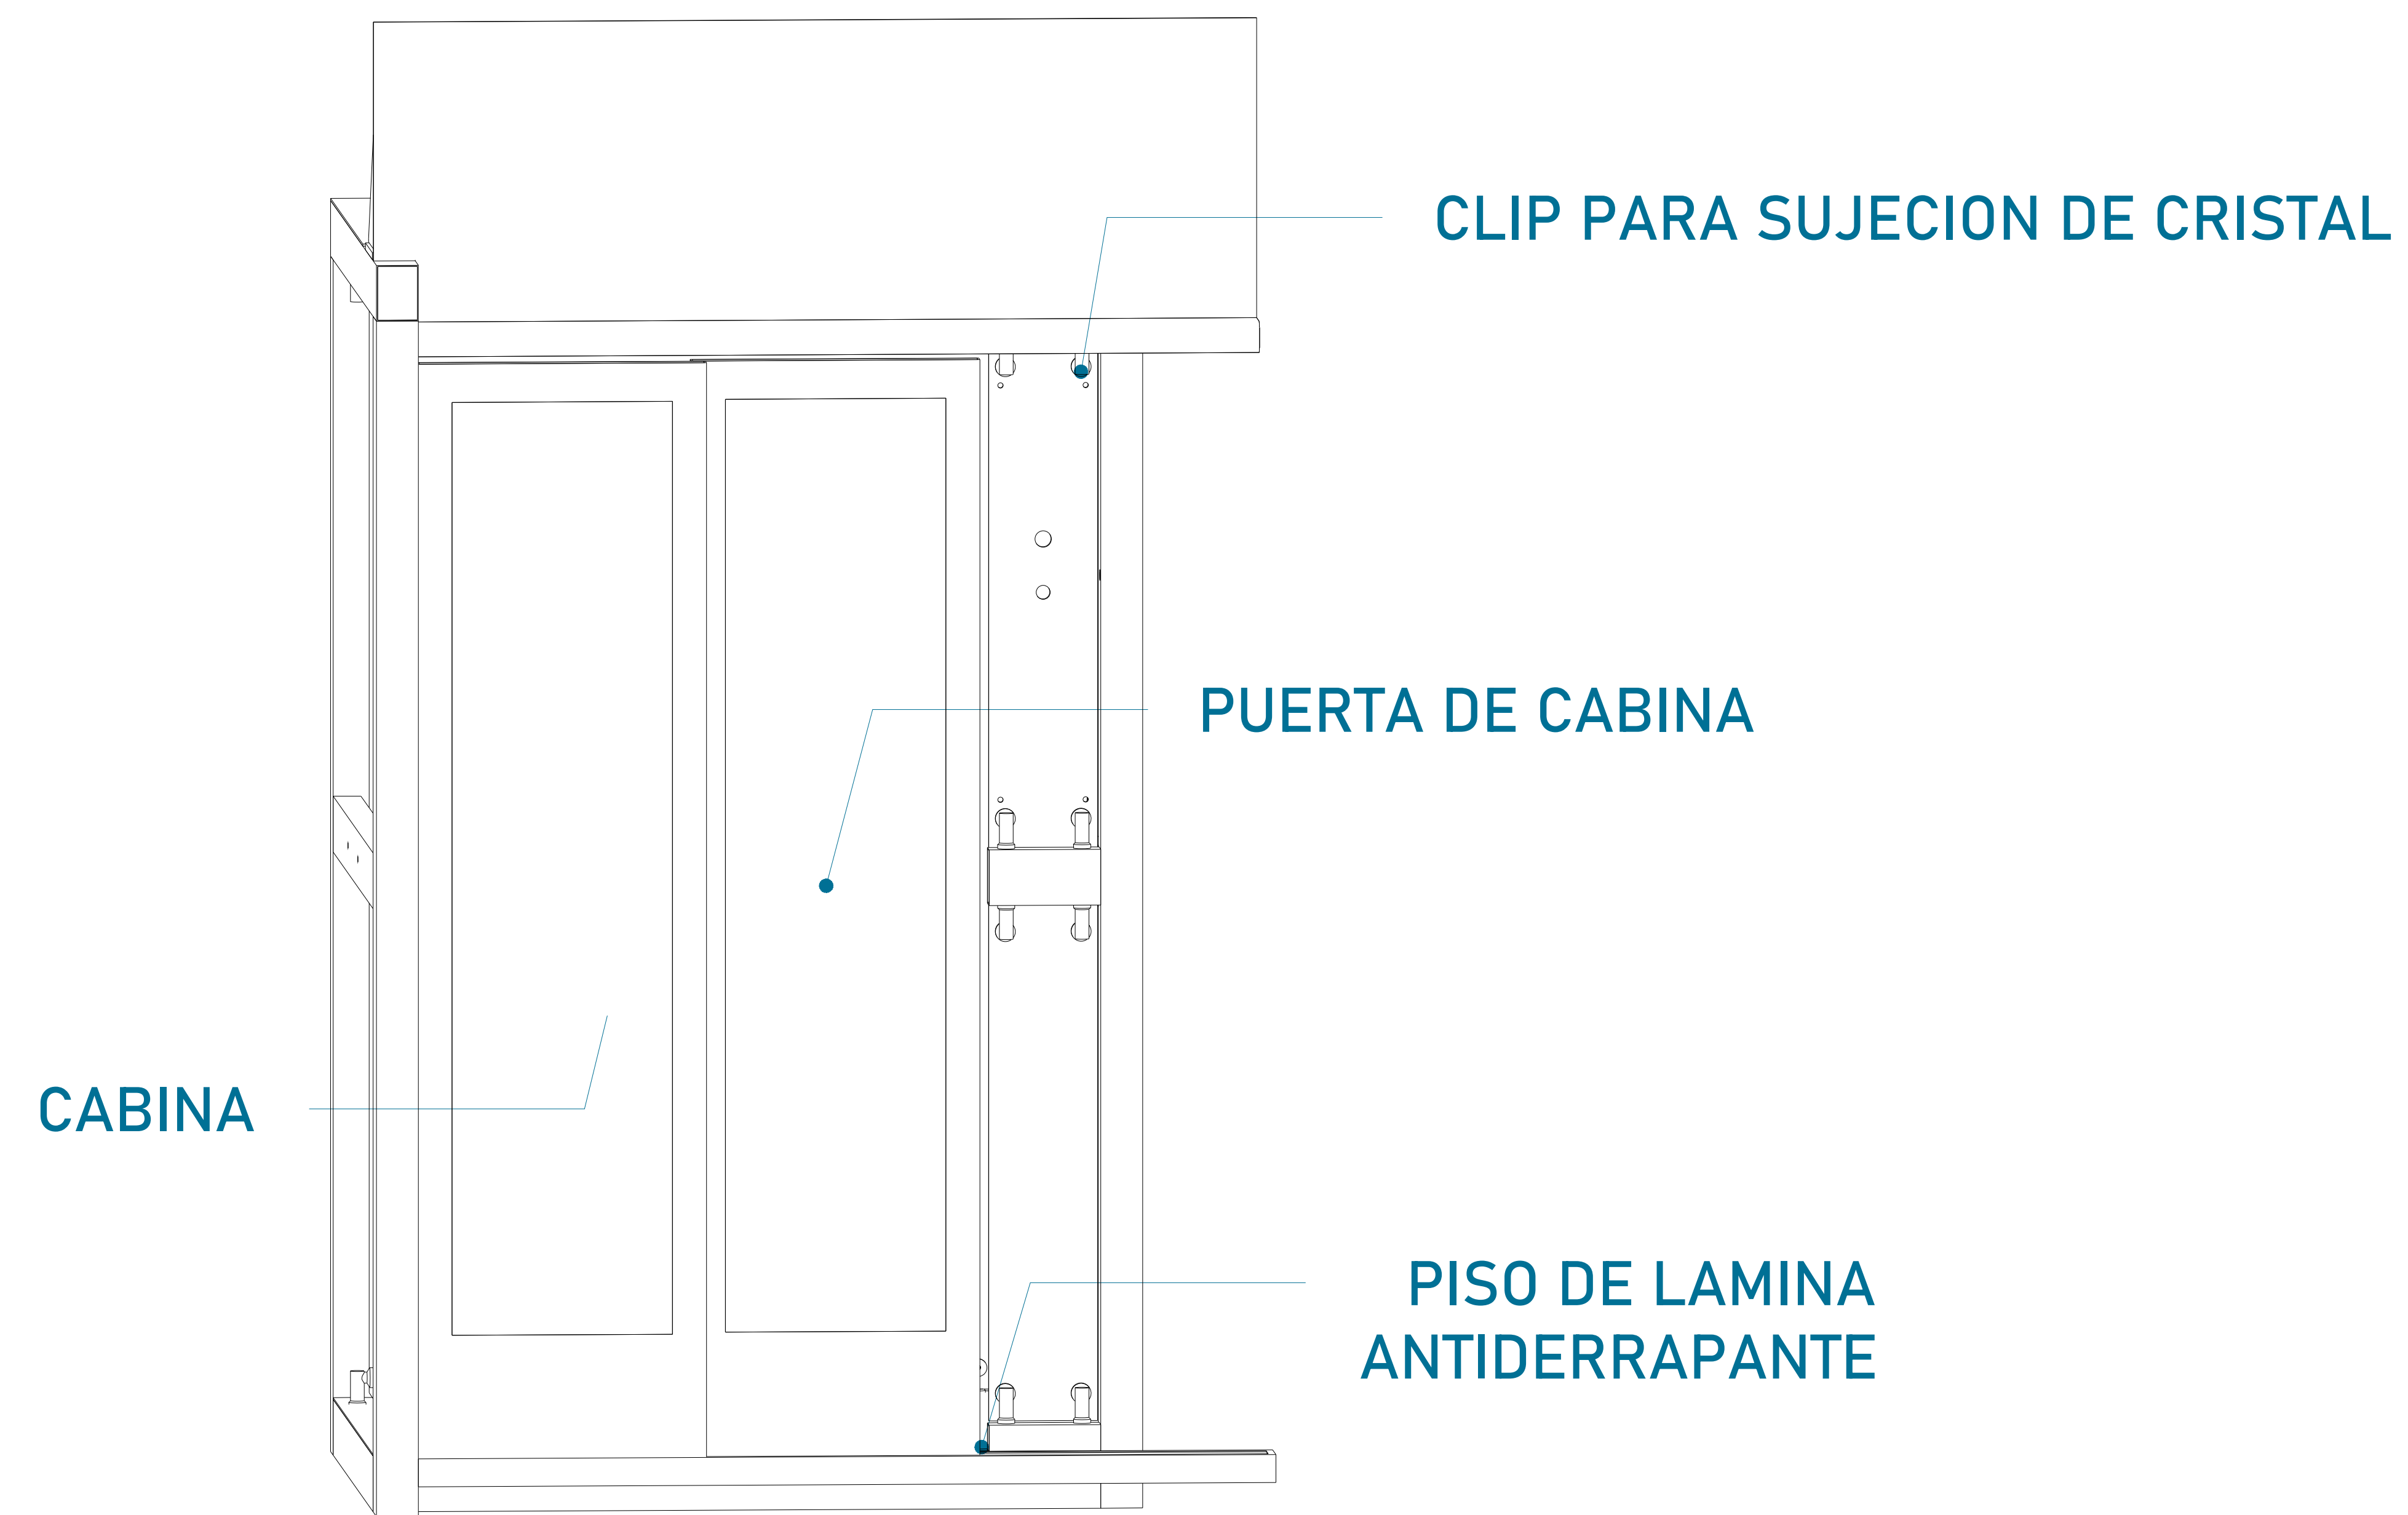 CLIP PARA SUJECION DE CRISTAL
PUERTA DE CABINA
CABINA
PISO DE LAMINA
ANTIDERRAPANTE